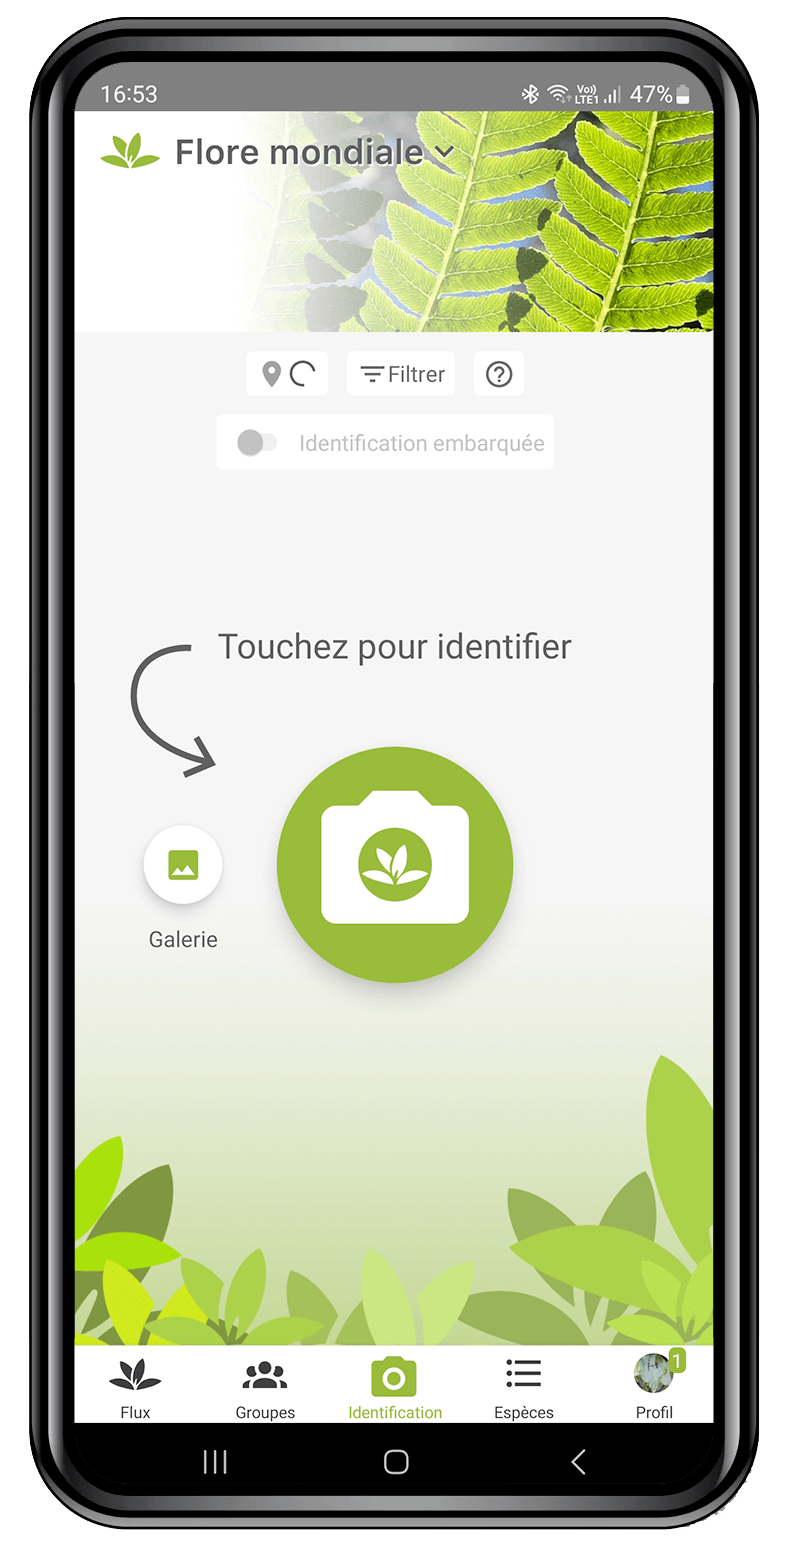 16:53 Vo) LTE1 47%
Flore mondiale
Filtrer
Identification embarquée
Touchez pour identifier
Galerie
1
Flux Groupes Identification Espèces Profil